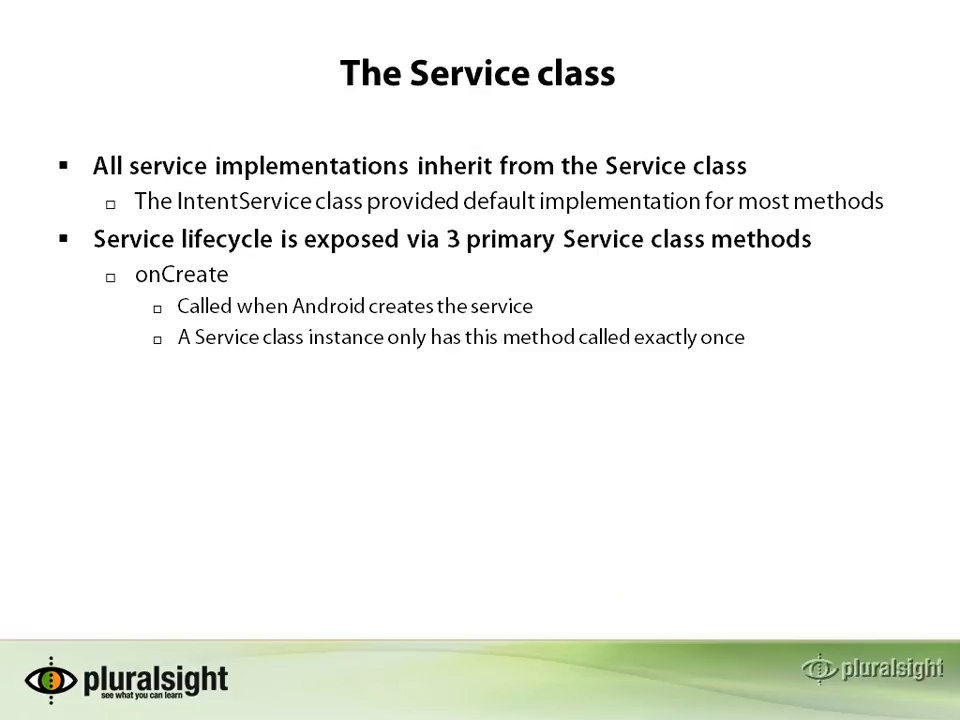 The Service class
All service implementations inherit from the Service class
The IntentService class provided default implementation for most methods
Service lifecycle is exposed via 3 primary Service class methods
onCreate
Called when Android creates the service
A Service class instance only has this method called exactly once
pluralsight
see what you can learn
pluralsight